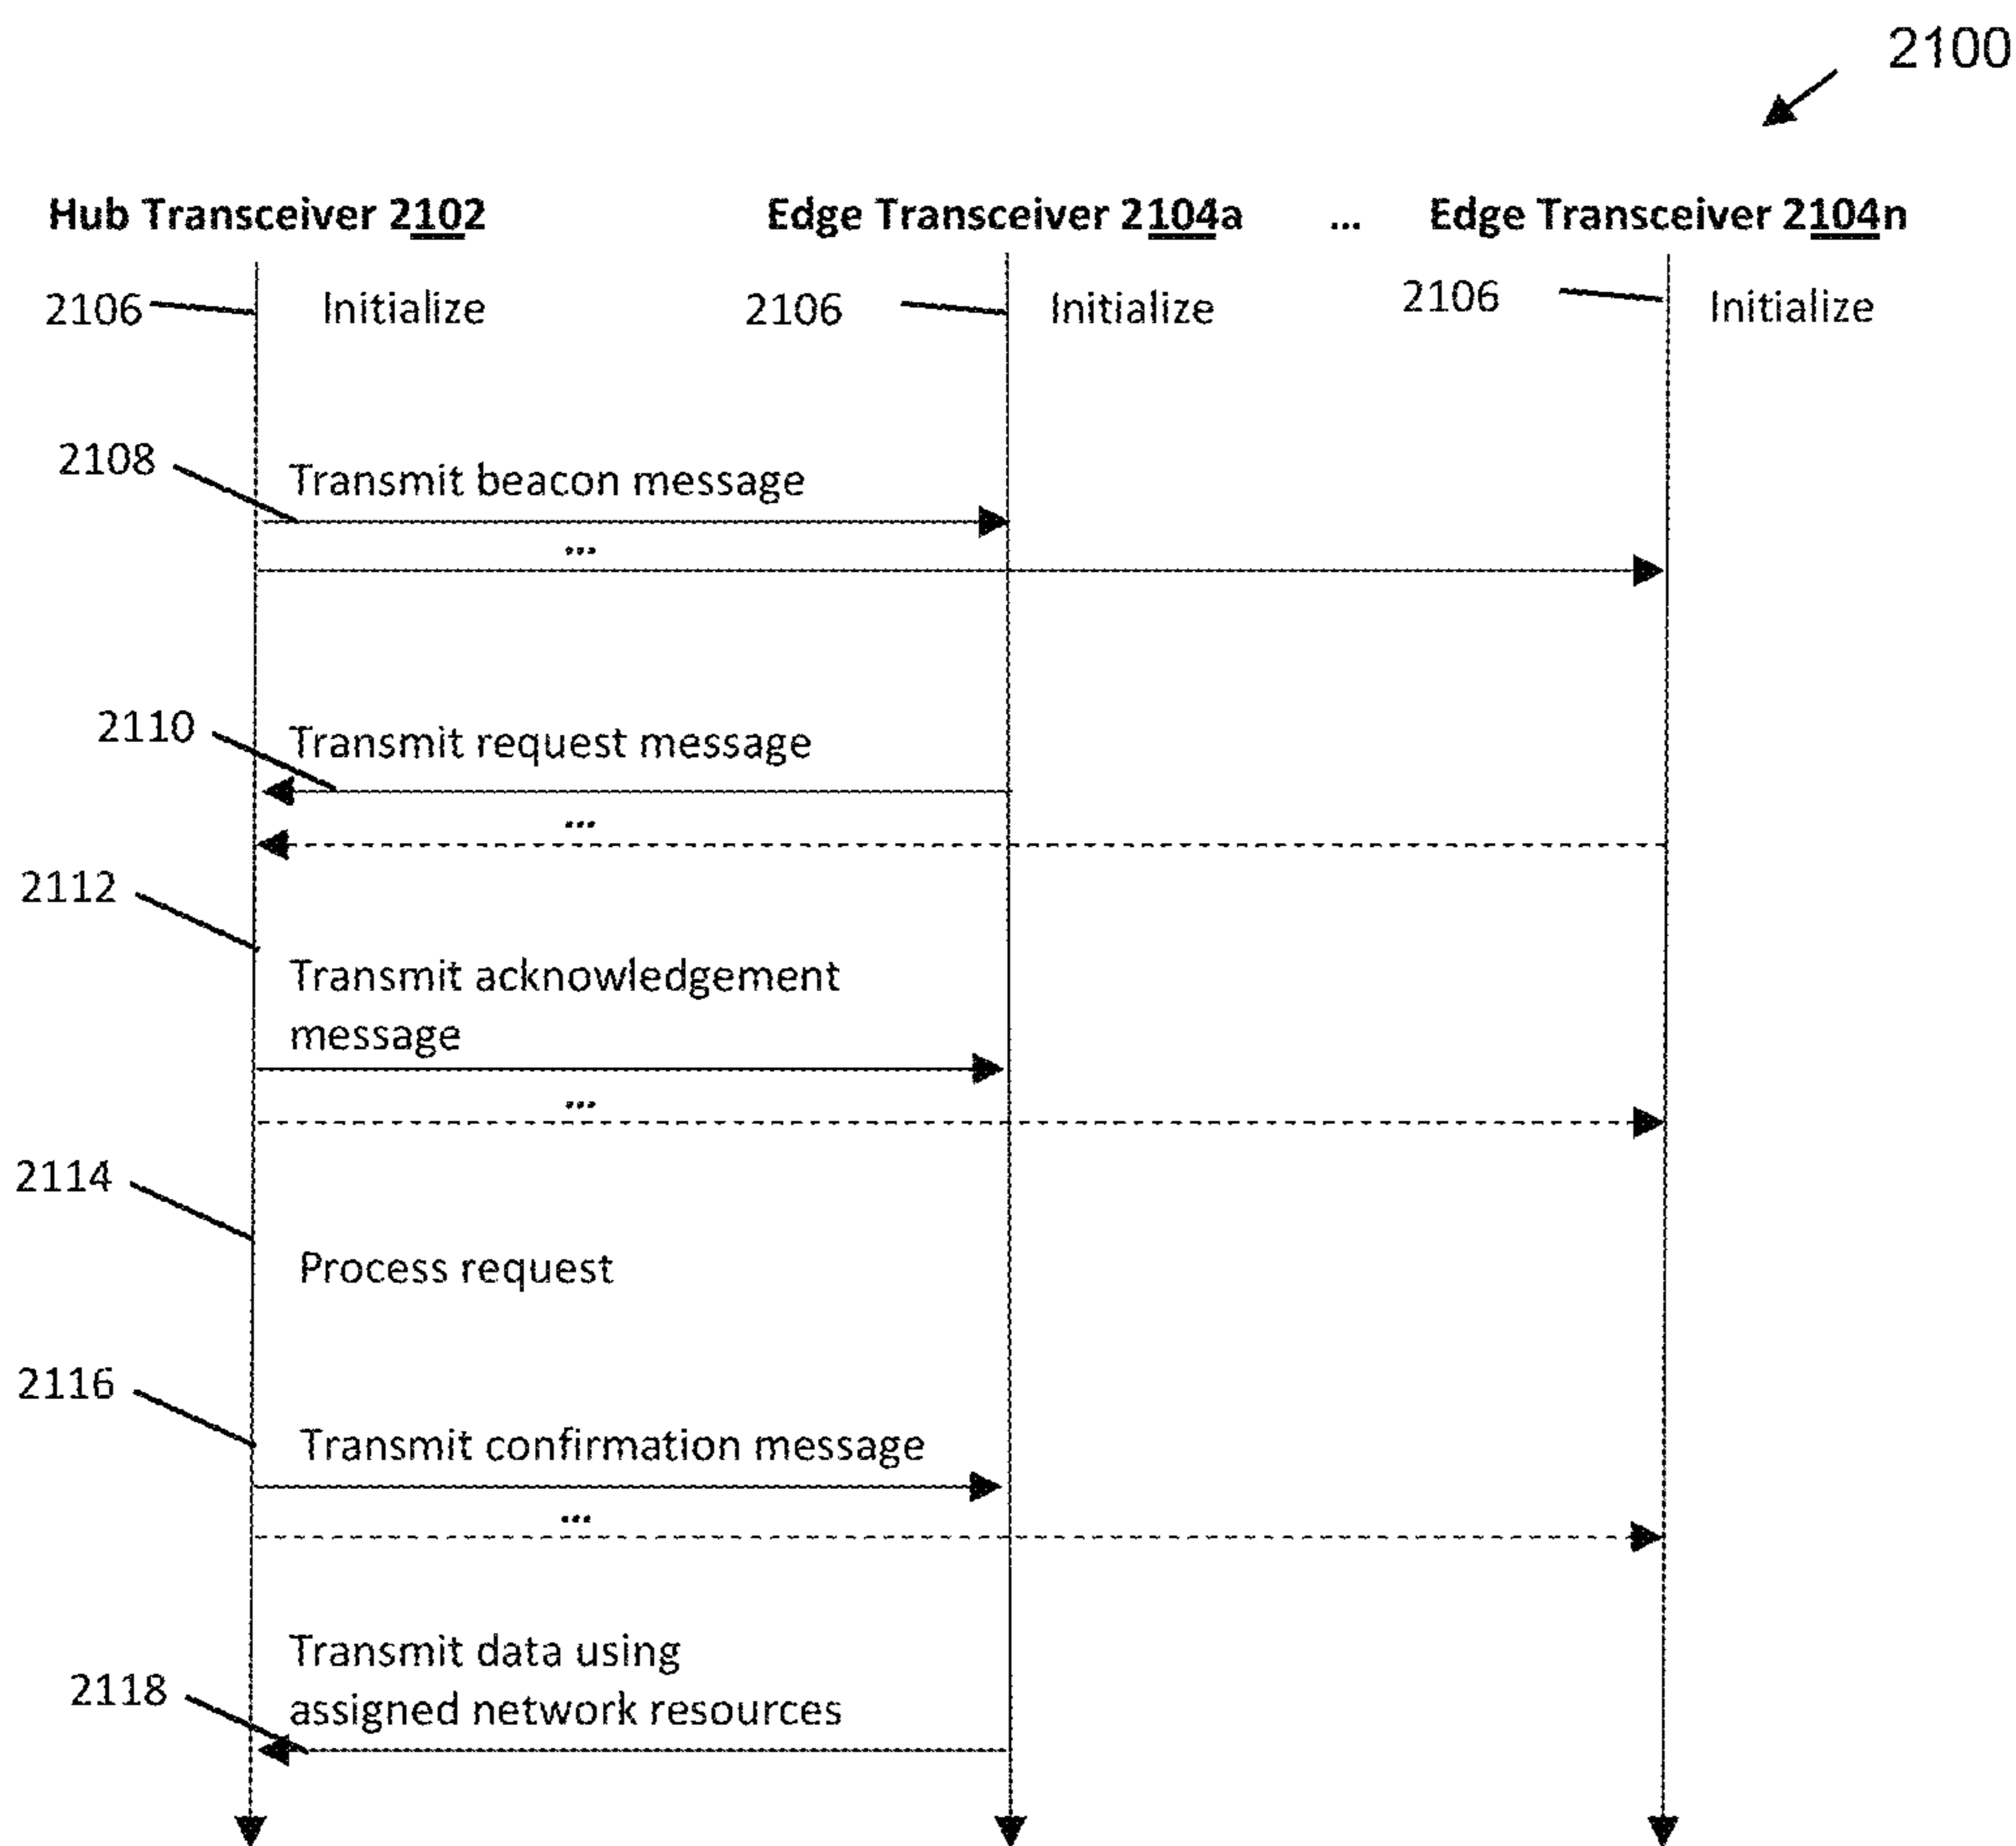 2100
Hub Transceiver 2102 Edge Transceiver 2104a ... Edge Transceiver 2104n
2106 Initialize 2106 Initialize 2106 Initialize
2108
Transmit beacon message
...
2110
Transmit request message
...
2112
Transmit acknowledgement
message
...
2114
Process request
2116
Transmit confirmation message
...
Transmit data using
2118
assigned network resources